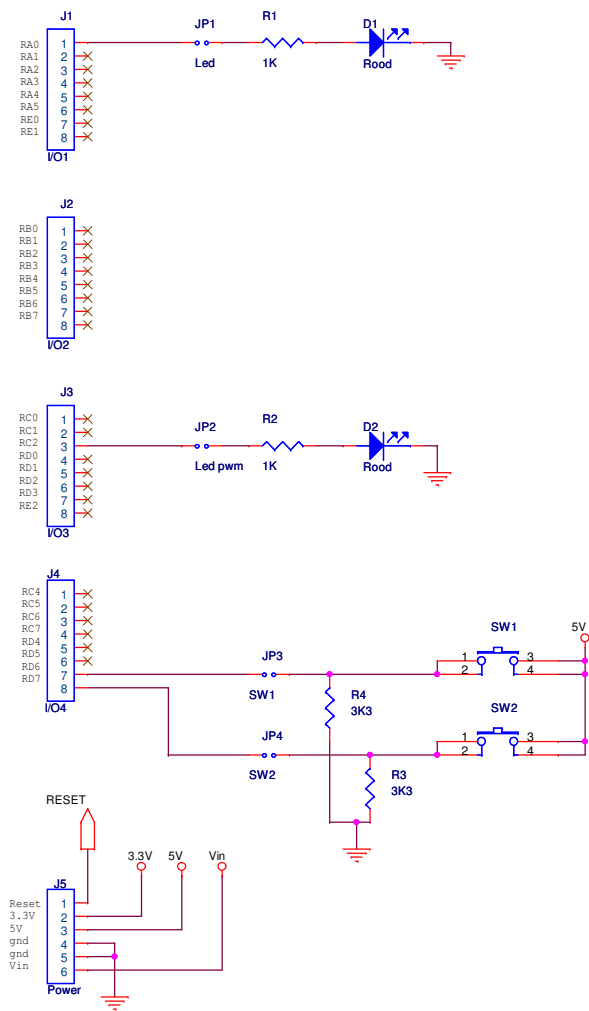 J1
JP1
R1
D1
RA0 1
RA1 2
RA2 3
RA3 4
RA4 5
RA5 6
RE0 7
RE1 8
Led
1K
Rood
I/O1
J2
RB0 1
RB1 2
RB2 3
RB3 4
RB4 5
RB5 6
RB6 7
RB7 8
I/O2
J3
JP2
R2
D2
RC0 1
RC1 2
RC2 3
RD0 4
RD1 5
RD2 6
RD3 7
RE2 8
Led pwm
1K
Rood
I/O3
J4
RC4 1
RC5 2
RC6 3
RC7 4
RD4 5
RD5 6
RD6 7
RD7 8
I/O4
JP3
SW1
R4
3K3
SW1
5V
1 3
2 4
JP4
SW2
R3
3K3
SW2
1 3
2 4
RESET
3.3V 5V Vin
J5
Reset 1
3.3V 2
5V 3
gnd 4
gnd 5
Vin 6
Power